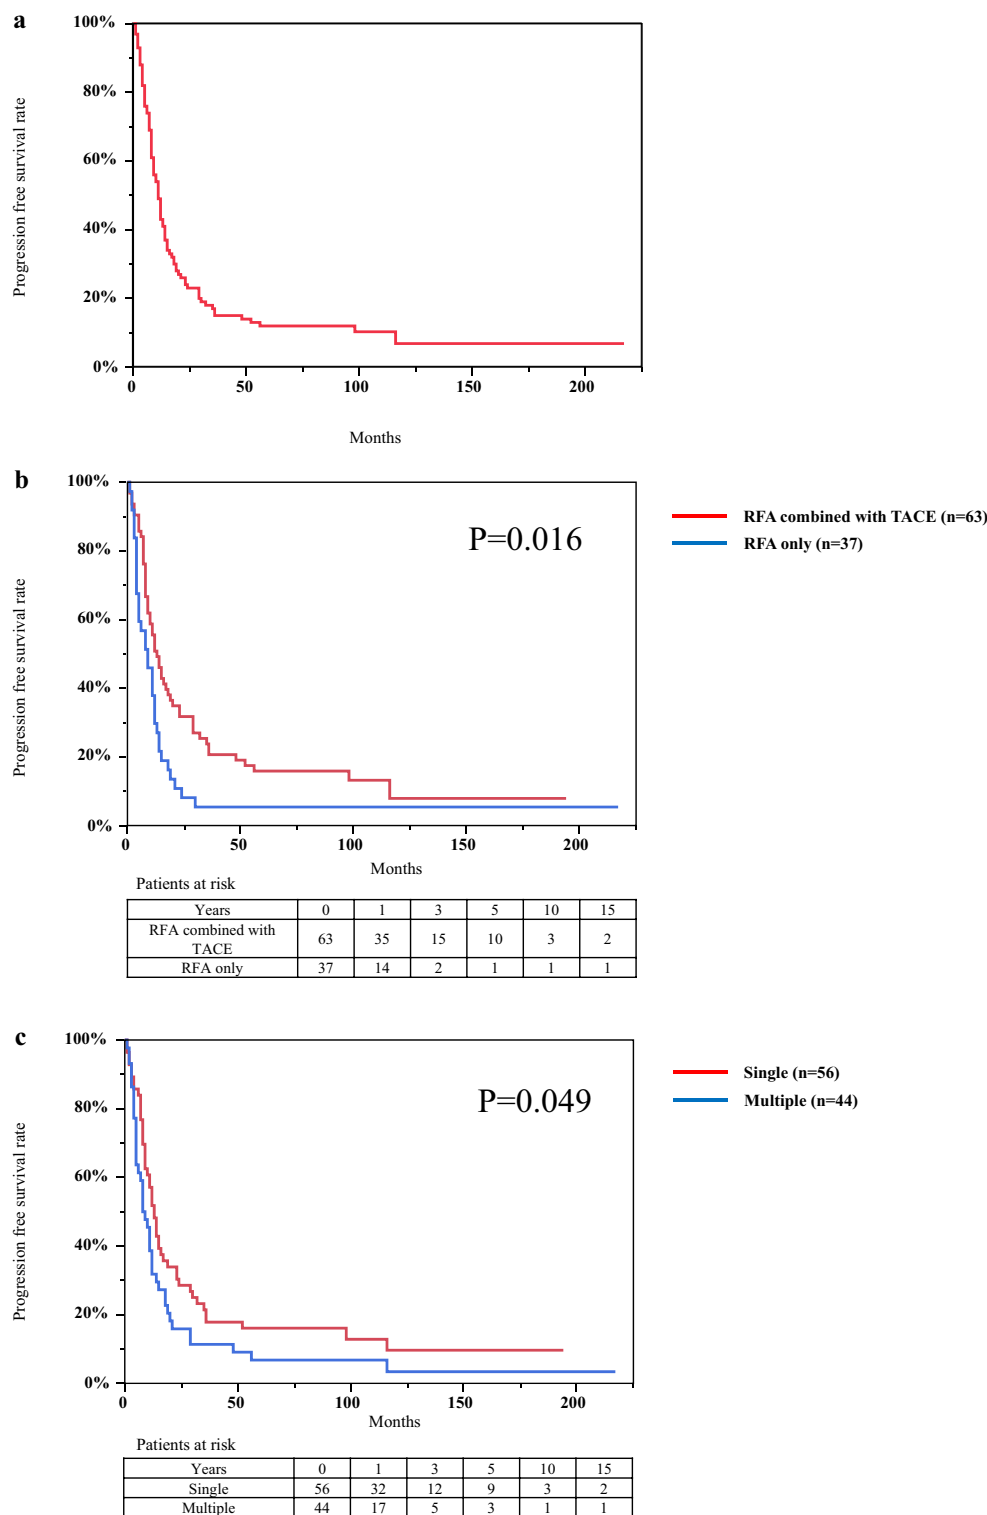 a
100%
80%
60%
40%
20%
0%
Progression free survival rate
0 50 100 150 200
Months
b
100%
80%
60%
40%
20%
0%
Progression free survival rate
P=0.016
RFA combined with TACE (n=63)
RFA only (n=37)
0 50 100 150 200
Months
Patients at risk
Years 0 1 3 5 10 15
RFA combined with
TACE 63 35 15 10 3 2
RFA only 37 14 2 1 1 1
c
100%
80%
60%
40%
20%
0%
Progression free survival rate
P=0.049
Single (n=56)
Multiple (n=44)
0 50 100 150 200
Months
Patients at risk
Years 0 1 3 5 10 15
Single 56 32 12 9 3 2
Multiple 44 17 5 3 1 1